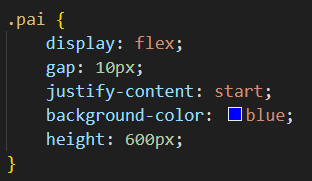 .pai {
    display: flex;
    gap: 10px;
    justify-content: start;
    background-color: blue;
    height: 600px;
}